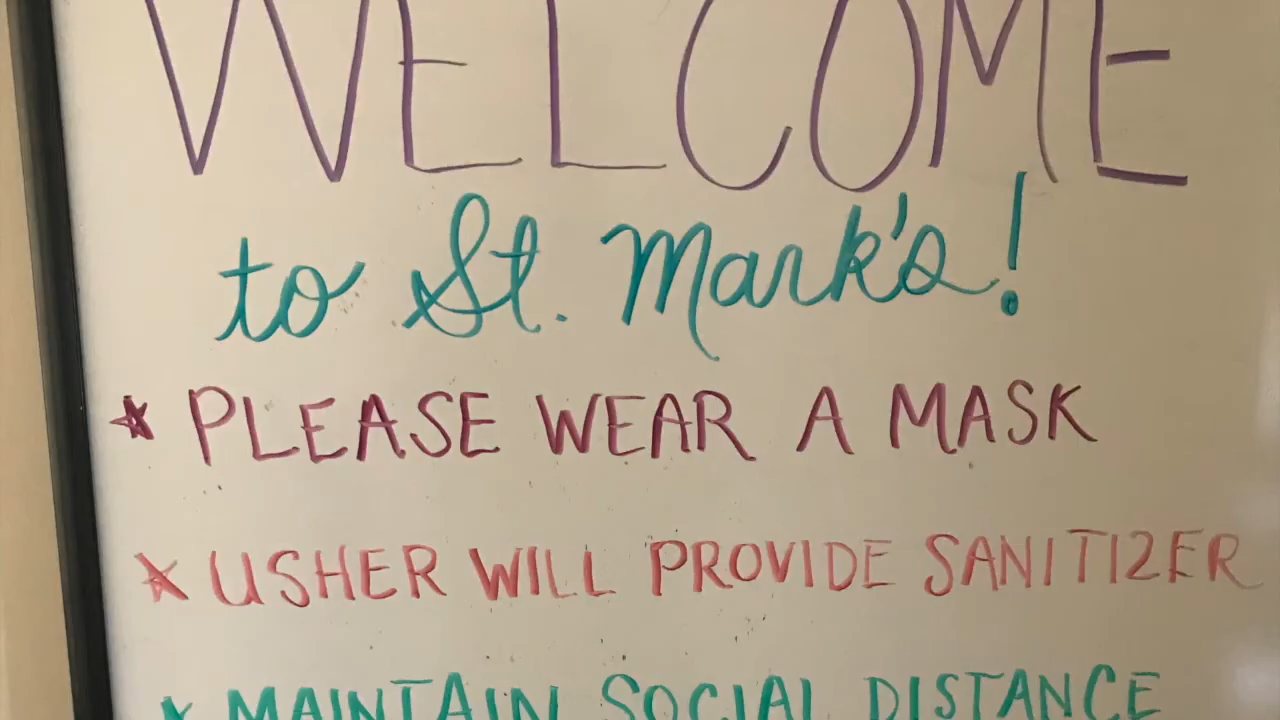 WELCOME
to St. Mark's!
* PLEASE WEAR A MASK
* USHER WILL PROVIDE SANITIZER
* MAINTAIN SOCIAL DISTANCE